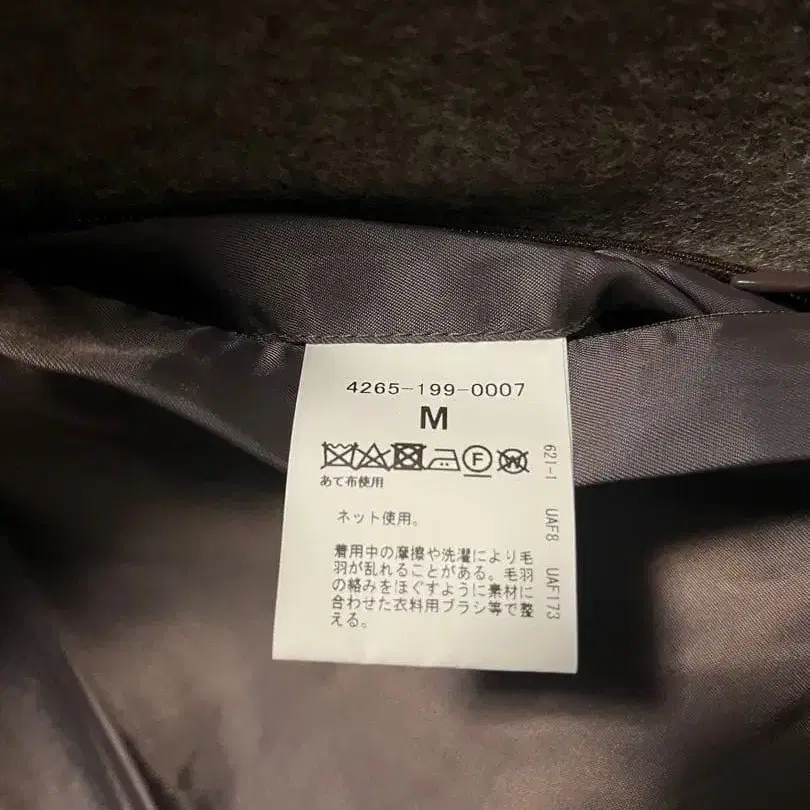 4265-199-0007
M
F W
あて布使用
ネット使用。
着用中の摩擦や洗濯により毛
羽が乱れることがある。毛羽
の絡みをほぐすように素材に
合わせた衣料用ブラシ等で整
える。
621-1 UAF8 UAF173